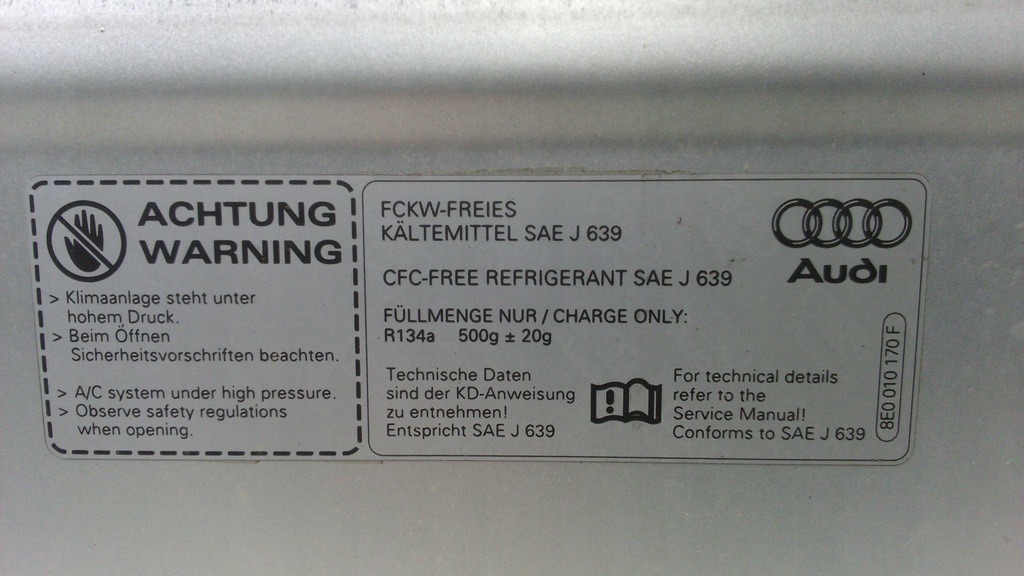 ACHTUNG
WARNING
> Klimaanlage steht unter
hohem Druck.
> Beim Öffnen
Sicherheitsvorschriften beachten.
> A/C system under high pressure.
> Observe safety regulations
when opening.
FCKW-FREIES
KÄLTEMITTEL SAE J 639
CFC-FREE REFRIGERANT SAE J 639
FÜLLMENGE NUR / CHARGE ONLY:
R134a 500g ± 20g
Technische Daten
sind der KD-Anweisung
zu entnehmen!
Entspricht SAE J 639
For technical details
refer to the
Service Manual!
Conforms to SAE J 639
Audi
8E0 010 170 F